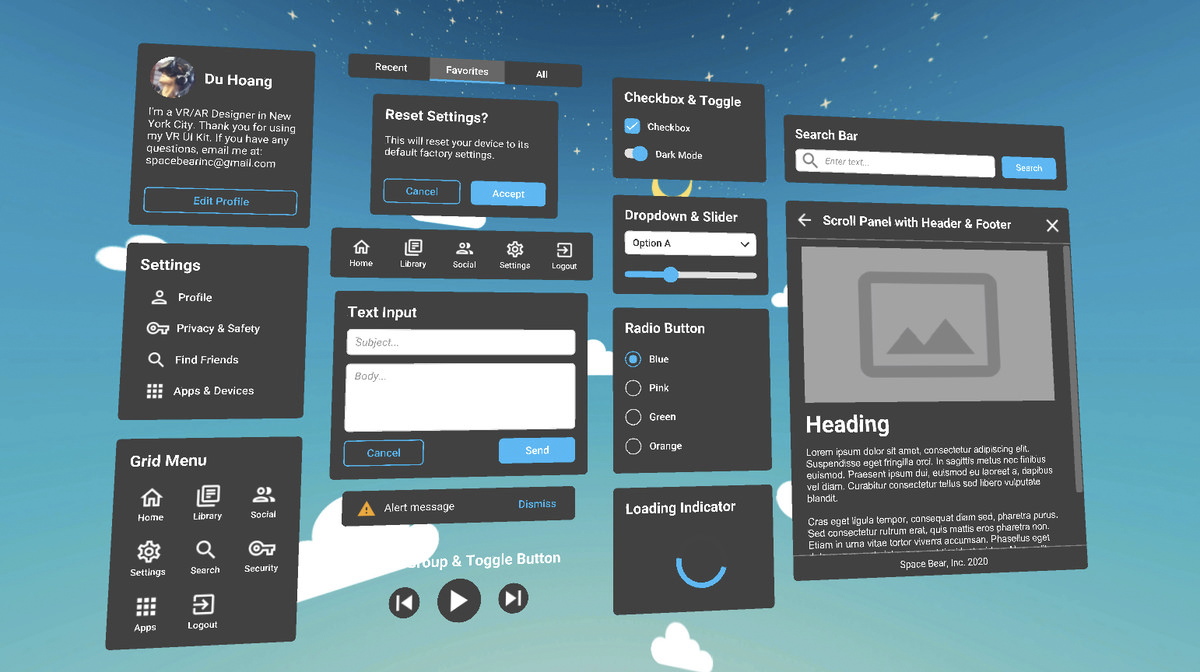 Du Hoang
I'm a VR/AR Designer in New
York City. Thank you for using
my VR UI Kit. If you have any
questions, email me at:
spacebearinc@gmail.com
Edit Profile
Settings
Profile
Privacy & Safety
Find Friends
Apps & Devices
Grid Menu
Home
Library
Social
Settings
Search
Security
Apps
Logout
Recent
Favorites
All
Reset Settings?
This will reset your device to its
default factory settings.
Cancel
Accept
Home
Library
Social
Settings
Logout
Text Input
Subject...
Body...
Cancel
Send
Alert message
Dismiss
Group & Toggle Button
Checkbox & Toggle
Checkbox
Dark Mode
Dropdown & Slider
Option A
Radio Button
Blue
Pink
Green
Orange
Loading Indicator
Search Bar
Enter text...
Search
Scroll Panel with Header & Footer
Heading
Lorem ipsum dolor sit amet, consectetur adipiscing elit.
Suspendisse eget fringilla orci. In sagittis metus nec finibus
euismod. Praesent ipsum dui, euismod eu laoreet a, dapibus
vel diam. Curabitur consectetur tellus sed libero vulputate
blandit.
Cras eget ligula tempor, consequat diam sed, pharetra purus.
Sed consectetur rutrum erat, quis mattis eros pharetra non.
Etiam in urna vitae tortor viverra accumsan. Phasellus eget
Space Bear, Inc. 2020